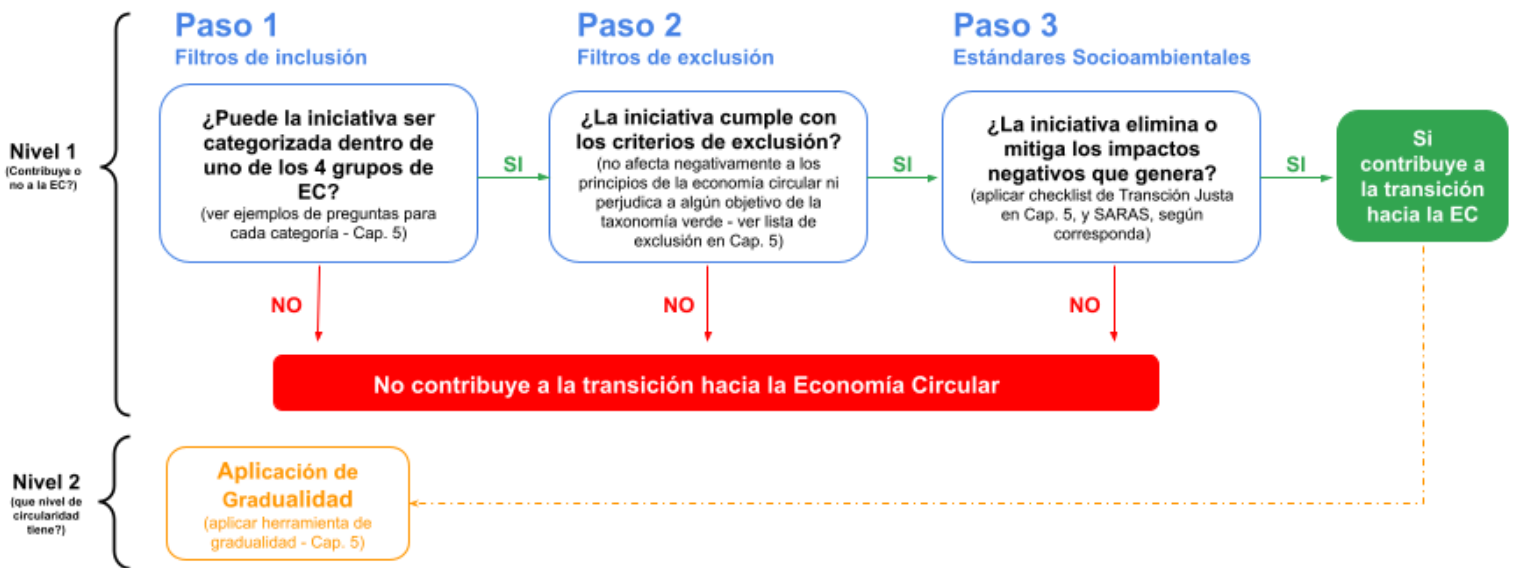 Paso 1
Filtros de inclusión
Paso 2
Filtros de exclusión
Paso 3
Estándares Socioambientales
Nivel 1
(Contribuye o
no a la EC?)
¿Puede la iniciativa ser
categorizada dentro de
uno de los 4 grupos de
EC?
(ver ejemplos de preguntas para
cada categoría - Cap. 5)
SI
¿La iniciativa cumple con
los criterios de exclusión?
(no afecta negativamente a los
principios de la economía circular ni
perjudica a algún objetivo de la
taxonomía verde - ver lista de
exclusión en Cap. 5)
SI
¿La iniciativa elimina o
mitiga los impactos
negativos que genera?
(aplicar checklist de Transción Justa
en Cap. 5, y SARAS, según
corresponda)
SI
Si
contribuye a
la transición
hacia la EC
NO
NO
NO
No contribuye a la transición hacia la Economía Circular
Nivel 2
(que nivel de
circularidad
tiene?)
Aplicación de
Gradualidad
(aplicar herramienta de
gradualidad - Cap. 5)